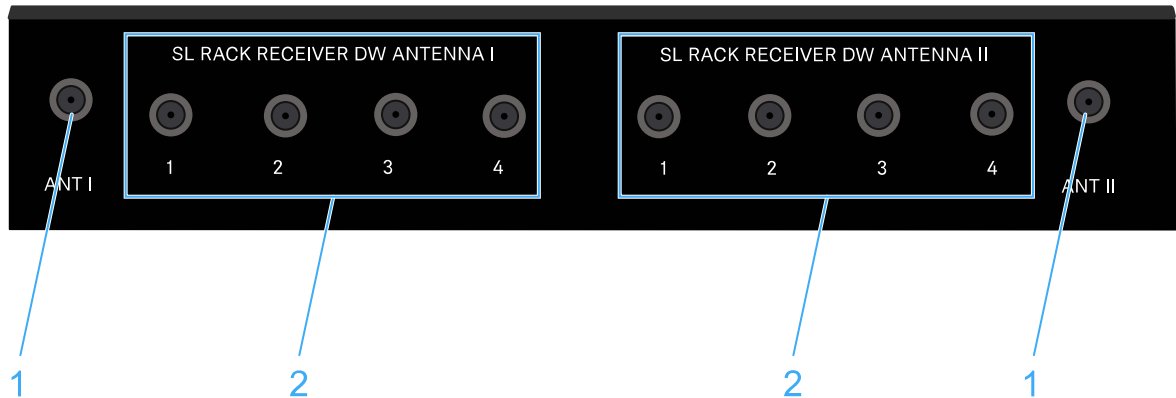 SL RACK RECEIVER DW ANTENNA I
SL RACK RECEIVER DW ANTENNA II
1 2 3 4
1 2 3 4
ANT I
ANT II
1 2 2 1